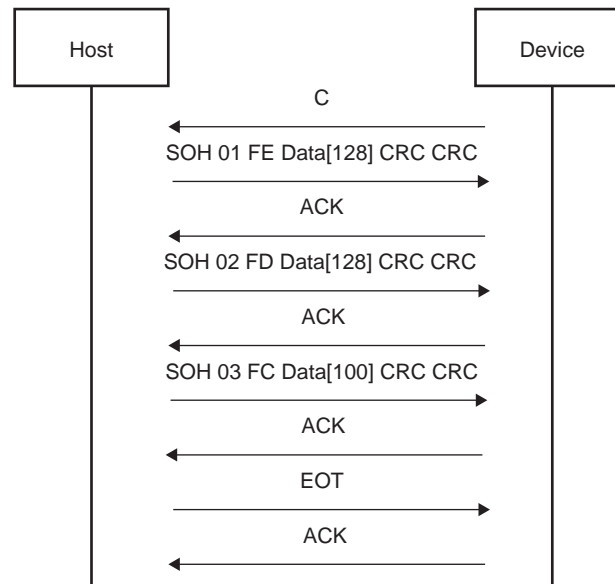 Host
Device
C
SOH 01 FE Data[128] CRC CRC
ACK
SOH 02 FD Data[128] CRC CRC
ACK
SOH 03 FC Data[100] CRC CRC
ACK
EOT
ACK